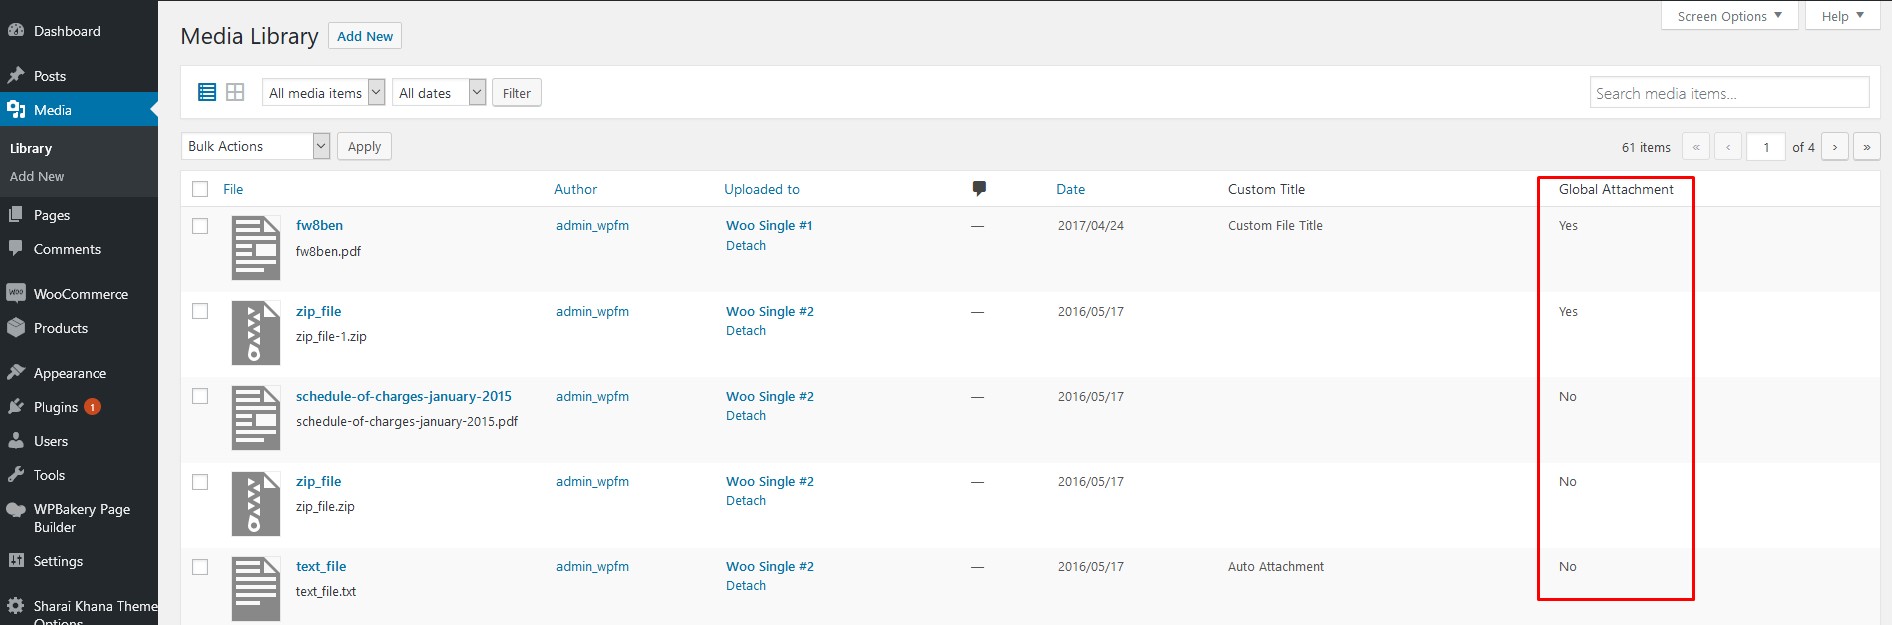 Dashboard
Posts
Media
Library
Add New
Pages
Comments
WooCommerce
Products
Appearance
Plugins 1
Users
Tools
WPBakery Page
Builder
Settings
Sharai Khana Theme
Options
Screen Options Help
Media Library Add New
All media items All dates Filter Search media items...
Bulk Actions Apply 61 items « ‹ 1 of 4 › »
File Author Uploaded to Date Custom Title Global Attachment
fw8ben admin_wpfm Woo Single #1 — 2017/04/24 Custom File Title Yes
Detach
fw8ben.pdf
zip_file admin_wpfm Woo Single #2 — 2016/05/17 Yes
Detach
zip_file-1.zip
schedule-of-charges-january-2015 admin_wpfm Woo Single #2 — 2016/05/17 No
Detach
schedule-of-charges-january-2015.pdf
zip_file admin_wpfm Woo Single #2 — 2016/05/17 No
Detach
zip_file.zip
text_file admin_wpfm Woo Single #2 — 2016/05/17 Auto Attachment No
Detach
text_file.txt